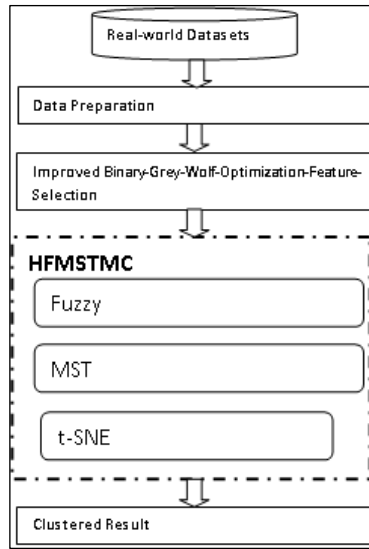 Real-world Datasets
Data Preparation
Improved Binary-Grey-Wolf-Optimization-Feature-
Selection
HFMSTMC
Fuzzy
MST
t-SNE
Clustered Result